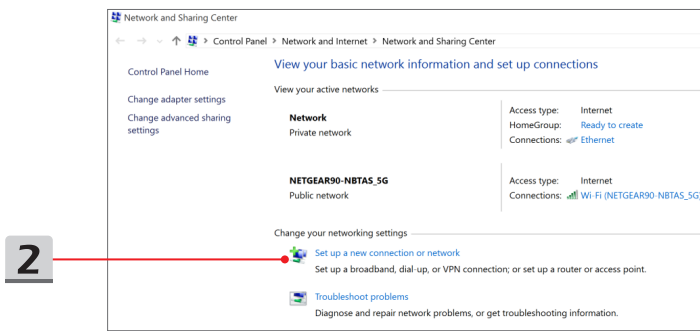 Network and Sharing Center
Control Panel > Network and Internet > Network and Sharing Center
Control Panel Home
Change adapter settings
Change advanced sharing
settings
View your basic network information and set up connections
View your active networks
Network
Private network
Access type: Internet
HomeGroup: Ready to create
Connections: Ethernet
NETGEAR90-NBTAS_5G
Public network
Access type: Internet
Connections: Wi-Fi (NETGEAR90-NBTAS_5G)
Change your networking settings
2
Set up a new connection or network
Set up a broadband, dial-up, or VPN connection; or set up a router or access point.
Troubleshoot problems
Diagnose and repair network problems, or get troubleshooting information.